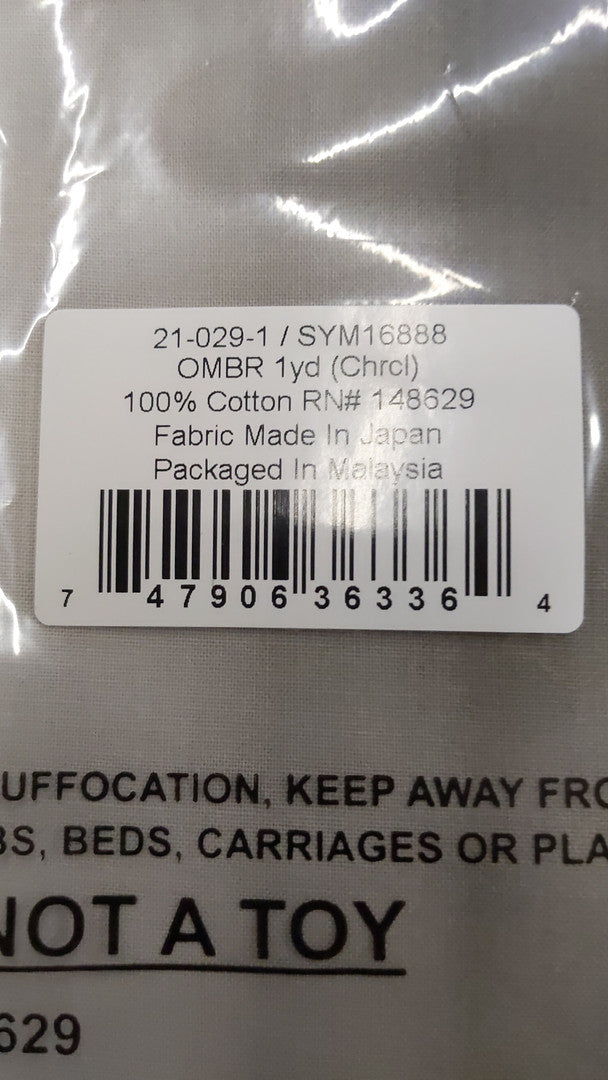 21-029-1 / SYM16888
OMBR 1yd (Chrcl)
100% Cotton RN# 148629
Fabric Made In Japan
Packaged In Malaysia
7 47906 36336 4
UFFOCATION, KEEP AWAY FRO
BS, BEDS, CARRIAGES OR PLA
NOT A TOY
629